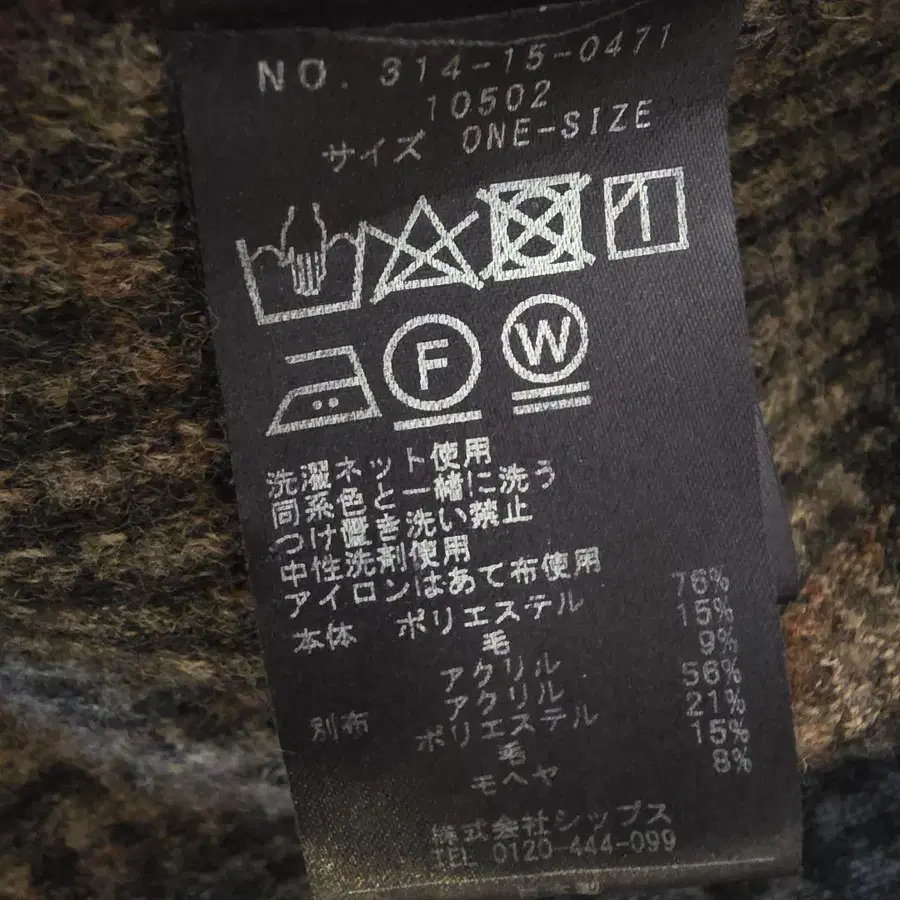 NO. 314-15-0471
10502
サイズ ONE-SIZE
F W
洗濯ネット使用
同系色と一緒に洗う
つけ置き洗い禁止
中性洗剤使用
アイロンはあて布使用
本体 ポリエステル 76%
毛 15%
アクリル 9%
別布 アクリル 56%
ポリエステル 21%
毛 15%
モヘヤ 8%
株式会社シップス
TEL 0120-444-099